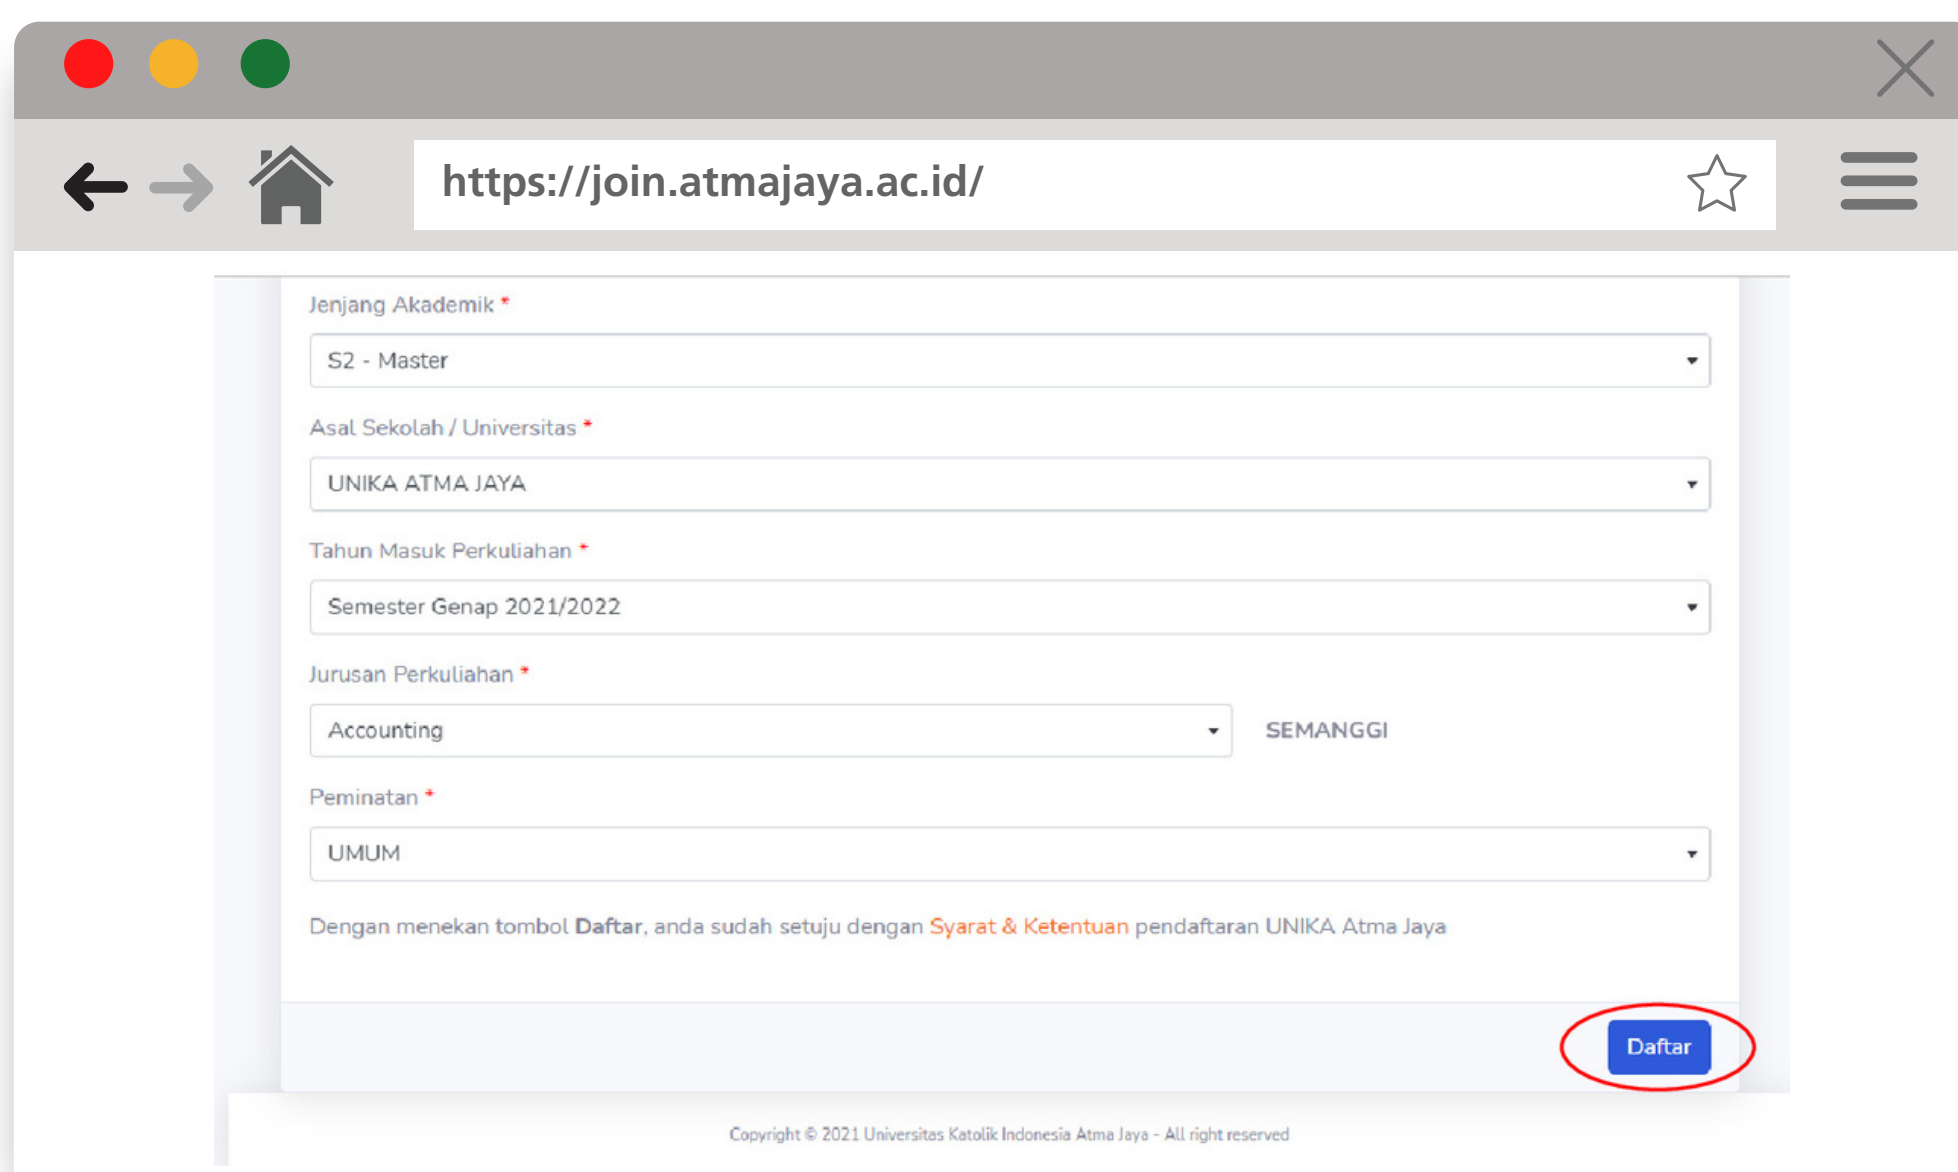 https://join.atmajaya.ac.id/
Jenjang Akademik *
S2 - Master
Asal Sekolah / Universitas *
UNIKA ATMA JAYA
Tahun Masuk Perkuliahan *
Semester Genap 2021/2022
Jurusan Perkuliahan *
Accounting SEMANGGI
Peminatan *
UMUM
Dengan menekan tombol Daftar, anda sudah setuju dengan Syarat & Ketentuan pendaftaran UNIKA Atma Jaya
Daftar
Copyright © 2021 Universitas Katolik Indonesia Atma Jaya - All right reserved